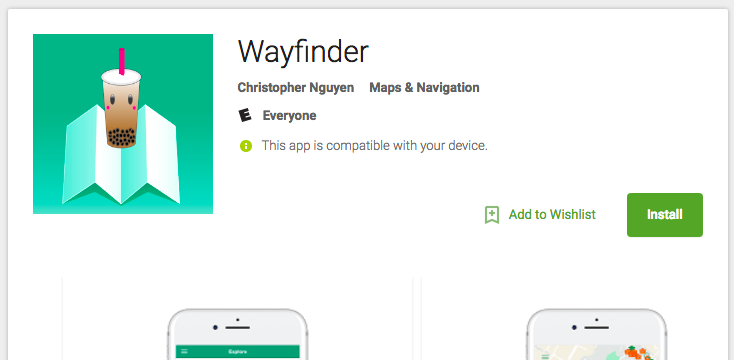 Wayfinder
Christopher Nguyen Maps & Navigation
Everyone
This app is compatible with your device.
Add to Wishlist Install
Explore